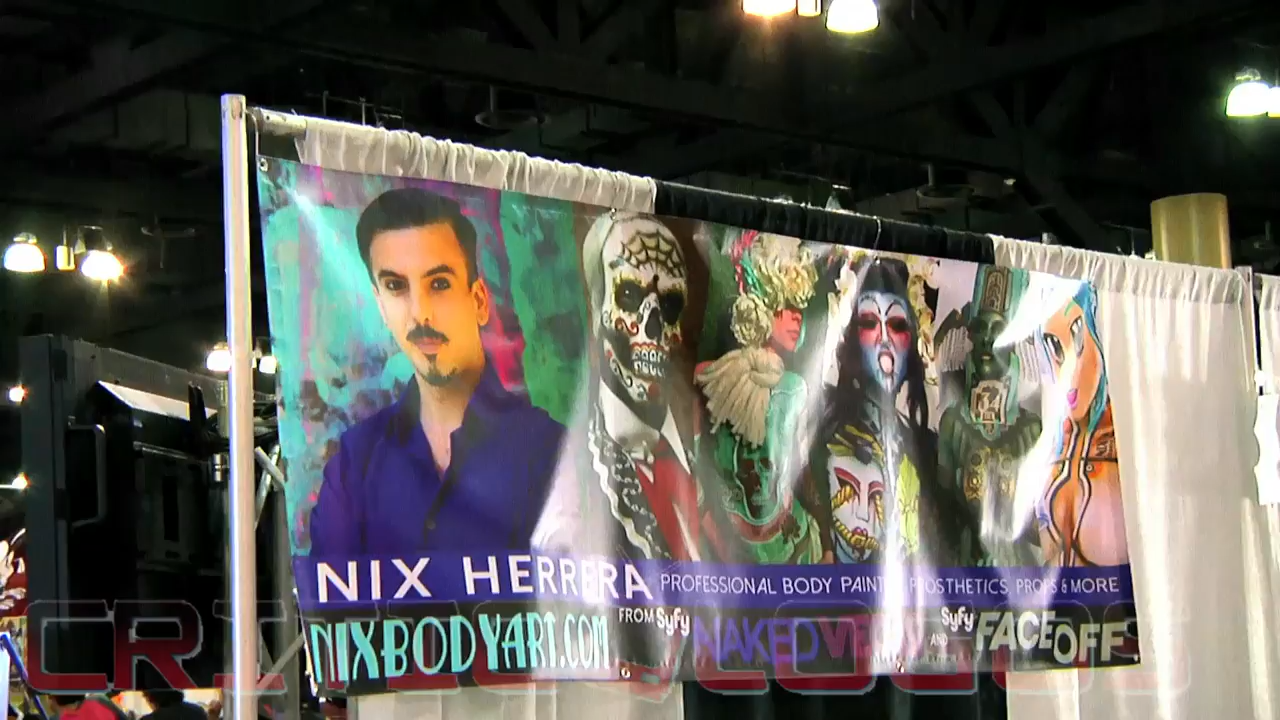 NIX HERRERA
PROFESSIONAL BODY PAINT PROSTHETICS, PROPS & MORE
NIXBODYART.COM
FROM Syfy NAKED VEGAS AND Syfy FACE OFF